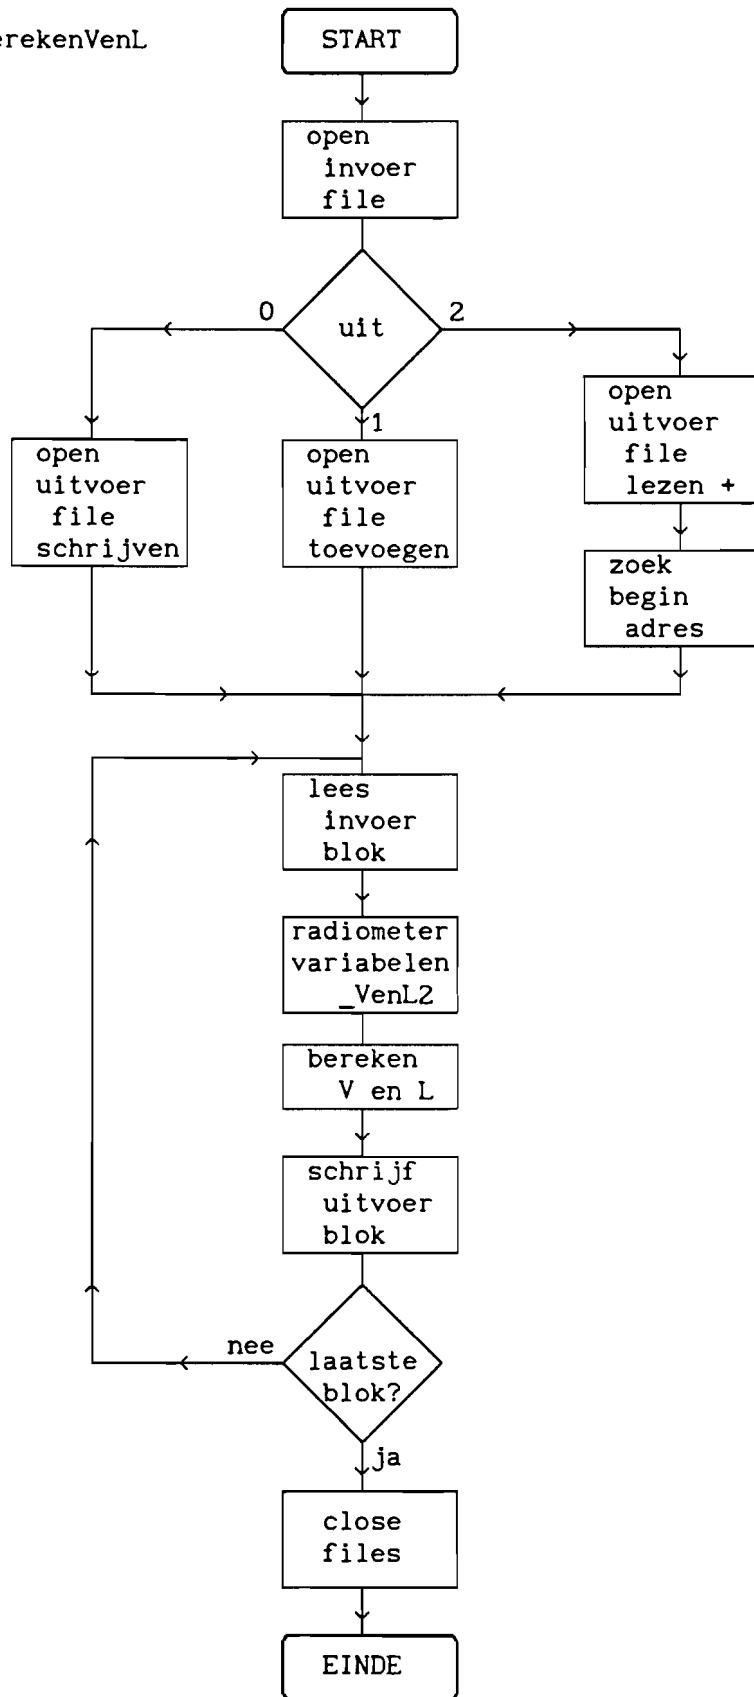 erekenVenL
START
open
invoer
file
0
uit
2
1
open
uitvoer
file
schrijven
open
uitvoer
file
toevoegen
open
uitvoer
file
lezen +
zoek
begin
adres
lees
invoer
blok
radiometer
variabelen
_VenL2
bereken
V en L
schrijf
uitvoer
blok
nee
laatste
blok?
ja
close
files
EINDE